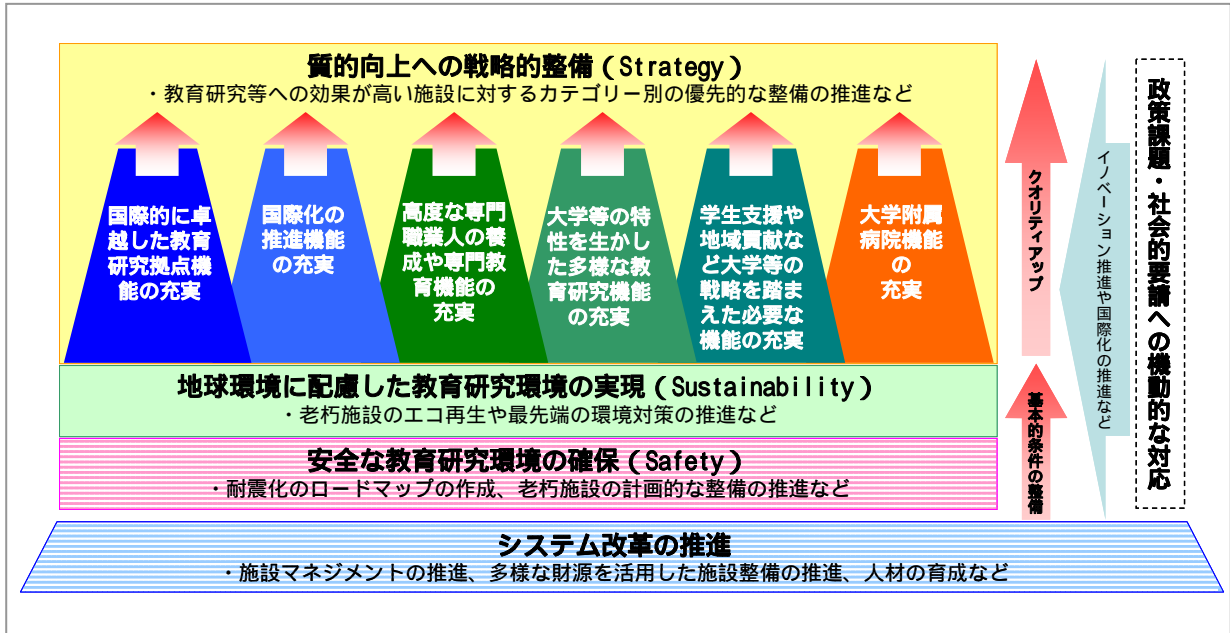 質的向上への戦略的整備(Strategy)
・教育研究等への効果が高い施設に対するカテゴリー別の優先的な整備の推進など
国際的に卓
越した教育
研究拠点機
能の充実
国際化の
推進機能
の充実
高度な専門
職業人の養
成や専門教
育機能の
充実
大学等の特
性を生かし
た多様な教
育研究機能
の充実
学生支援や
地域貢献な
ど大学等の
戦略を踏ま
えた必要な
機能の充実
大学附属
病院機能
の
充実
地球環境に配慮した教育研究環境の実現(Sustainability)
・老朽施設のエコ再生や最先端の環境対策の推進など
安全な教育研究環境の確保(Safety)
・耐震化のロードマップの作成、老朽施設の計画的な整備の推進など
システム改革の推進
・施設マネジメントの推進、多様な財源を活用した施設整備の推進、人材の育成など
クオリティアップ
基本的条件の整備
イノベーション推進や国際化の推進など
政策課題・社会的要請への機動的な対応